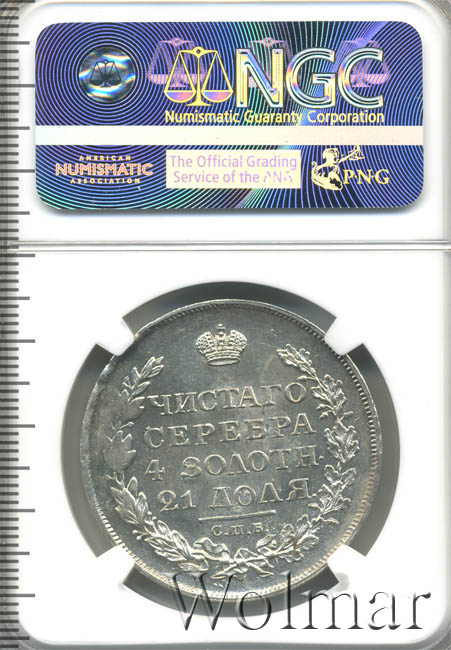 NGC
Numismatic Guaranty Corporation
AMERICAN
NUMISMATIC
ASSOCIATION
The Official Grading
Service of the ANA
P·N·G
ЧИСТАГО
СЕРЕБРА
4 ЗОЛОТН.
21 ДОЛЯ
С.П.Б.
Wolmar